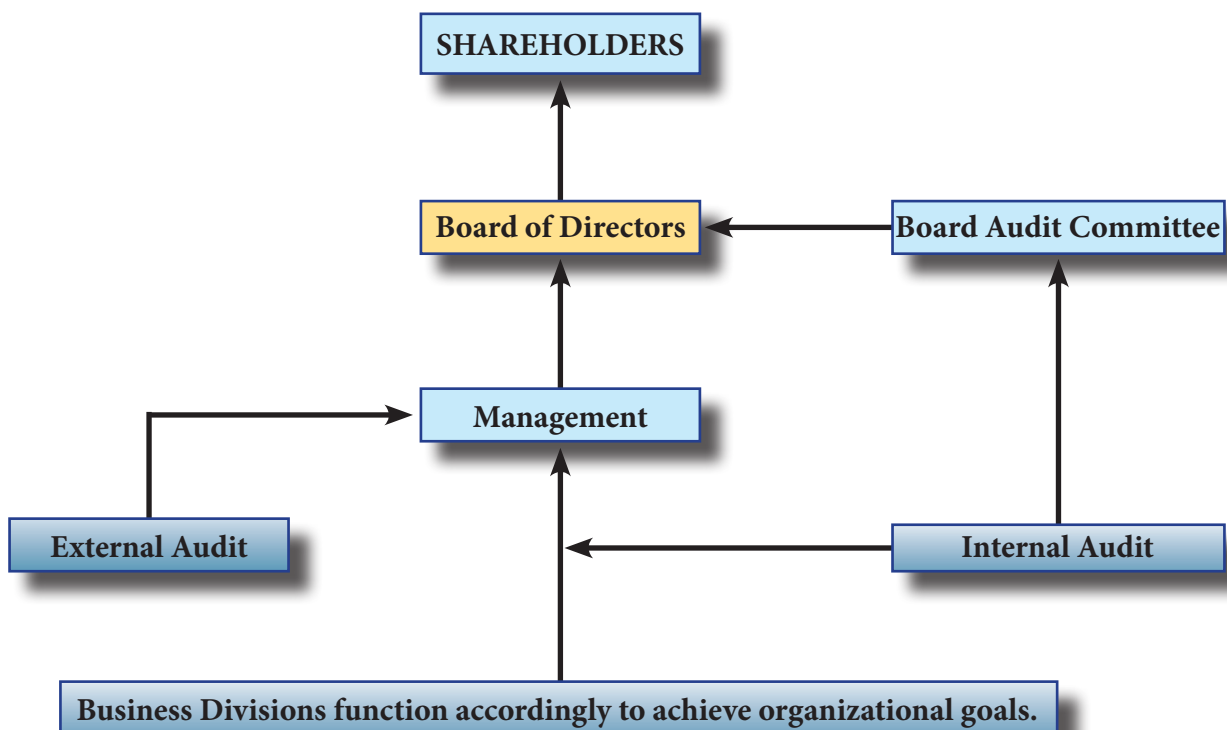 SHAREHOLDERS
Board of Directors
Board Audit Committee
Management
External Audit
Internal Audit
Business Divisions function accordingly to achieve organizational goals.